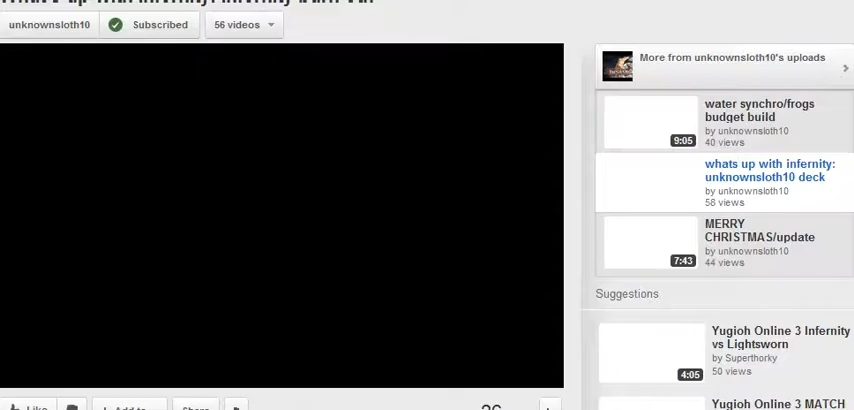 unknownsloth10
Subscribed
56 videos
More from unknownsloth10's uploads
water synchro/frogs
budget build
by unknownsloth10
40 views
9:05
whats up with infernity:
unknownsloth10 deck
by unknownsloth10
58 views
MERRY
CHRISTMAS/update
by unknownsloth10
44 views
7:43
Suggestions
Yugioh Online 3 Infernity
vs Lightsworn
by Superthorky
50 views
4:05
Yugioh Online 3 MATCH
Like
Add to
Share